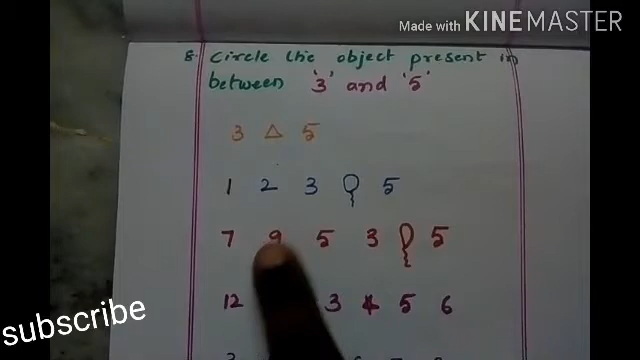 Made with KINEMASTER
8. Circle the object present in
between '3' and '5'
3 5
1 2 3 5
7 9 5 3 5
12 3 5 6
subscribe